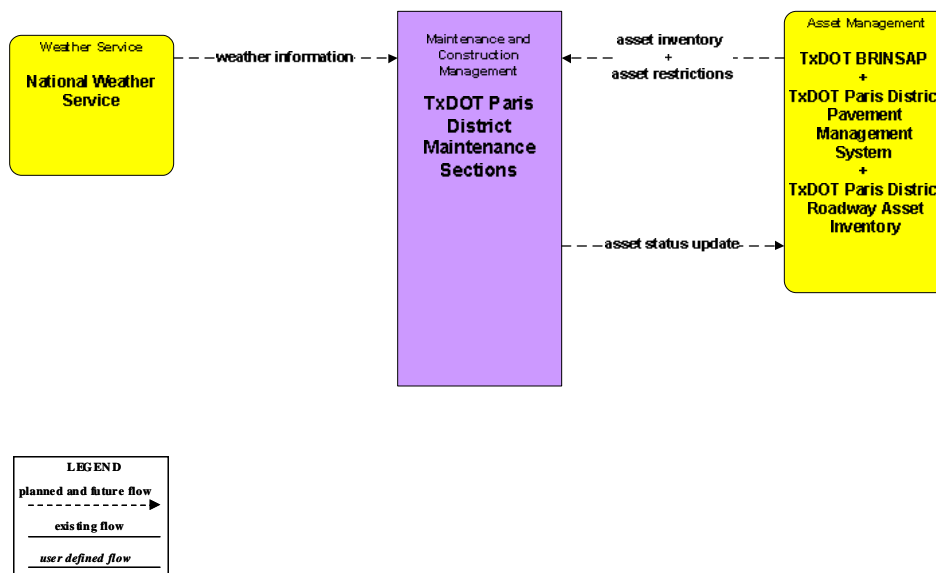 Weather Service
National Weather
Service
weather information
Maintenance and
Construction
Management
TxDOT Paris
District
Maintenance
Sections
asset inventory
+
asset restrictions
asset status update
Asset Management
TxDOT BRINSAP
+
TxDOT Paris District
Pavement
Management
System
+
TxDOT Paris District
Roadway Asset
Inventory
LEGEND
planned and future flow
existing flow
user defined flow